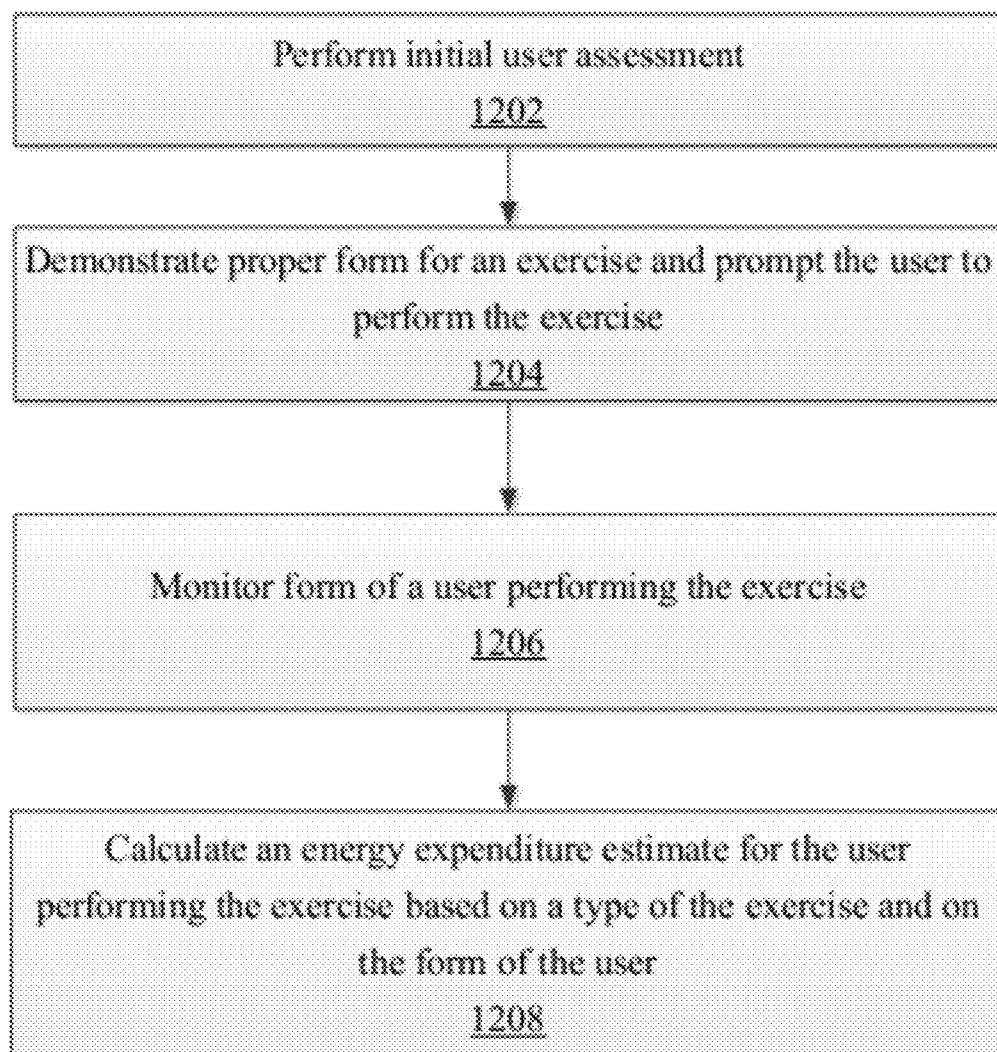 Perform initial user assessment
1202
Demonstrate proper form for an exercise and prompt the user to
perform the exercise
1204
Monitor form of a user performing the exercise
1206
Calculate an energy expenditure estimate for the user
performing the exercise based on a type of the exercise and on
the form of the user
1208